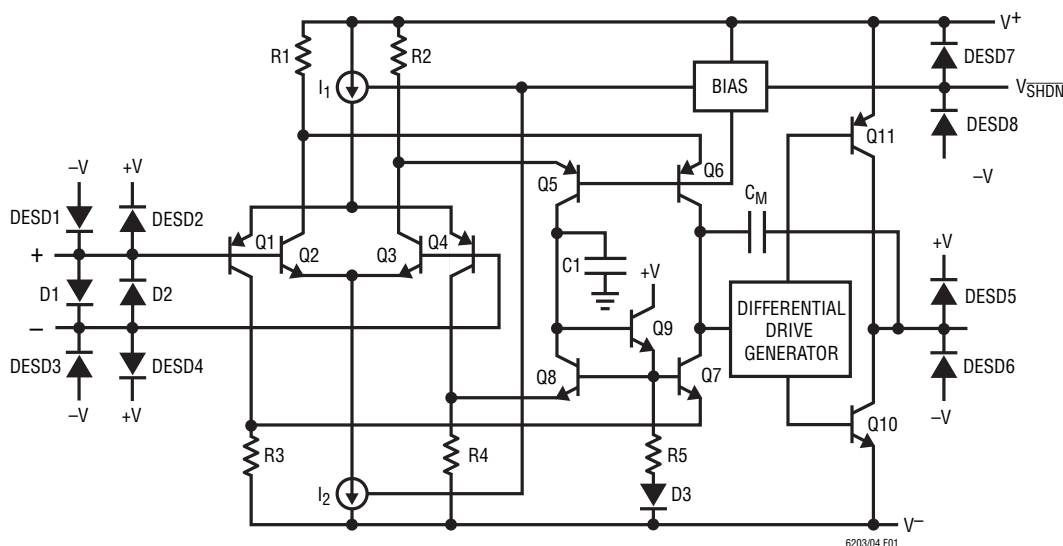 V+
R1
R2
DESD7
I1
BIAS
VSHDN
DESD8
Q11
–V
+V
–V
Q5
Q6
CM
DESD1
DESD2
+
Q1
Q2
Q3
Q4
C1
+V
+V
D1
D2
DESD5
–
Q9
DIFFERENTIAL
DRIVE
GENERATOR
DESD3
DESD4
Q8
Q7
DESD6
–V
+V
–V
Q10
R3
R4
R5
I2
D3
V–
6203/04 F01